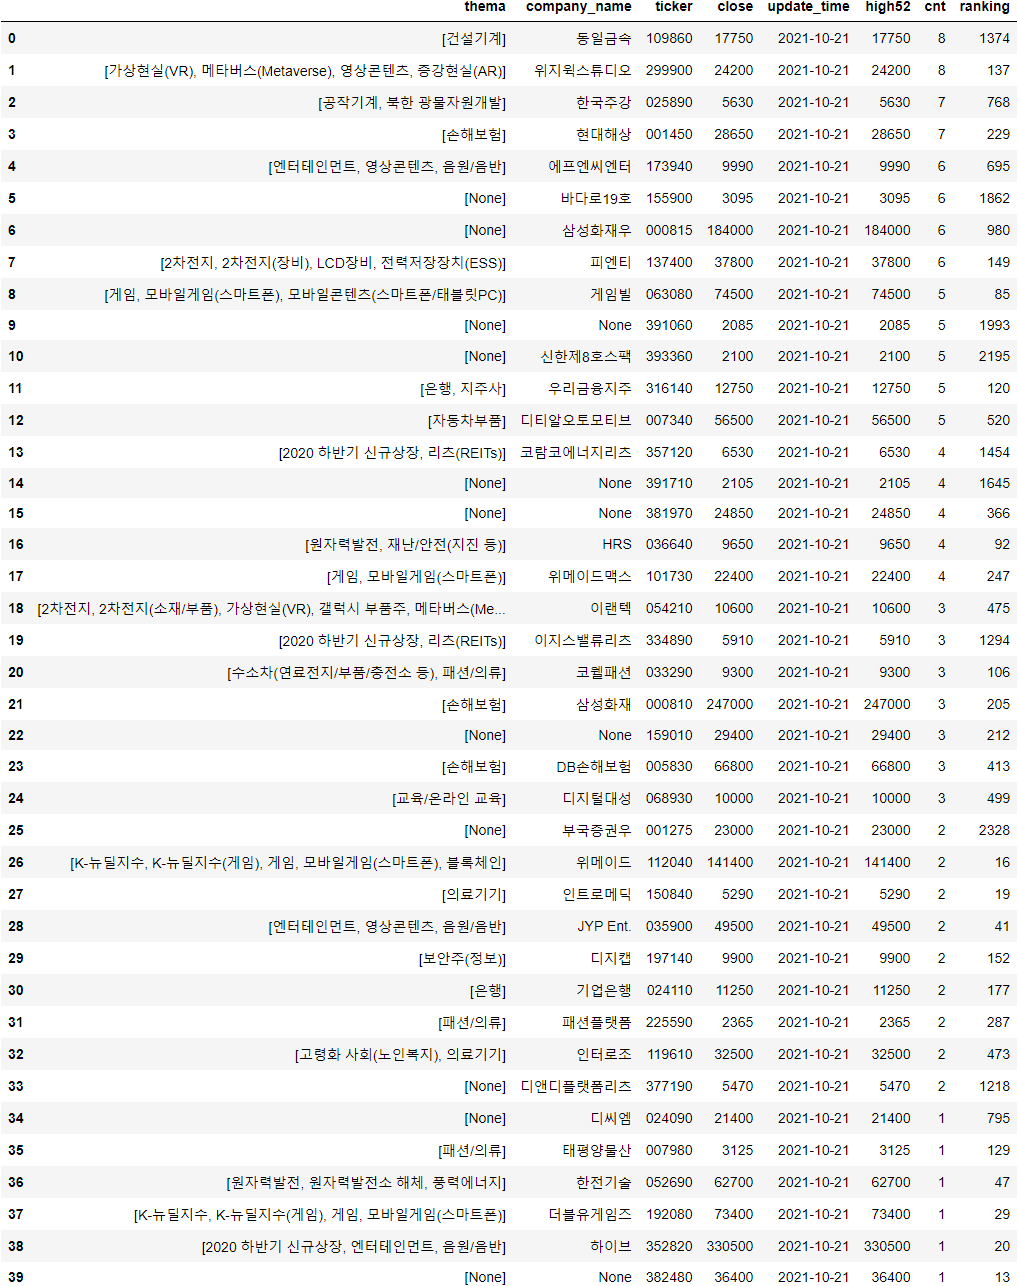 thema company_name ticker close update_time high52 cnt ranking
0 [건설기계]동일금속 109860 17750 2021-10-21 17750 8 1374
1 [가상현실(VR), 메타버스(Metaverse), 영상콘텐츠, 증강현실(AR)] 위지윅스튜디오 299900 24200 2021-10-21 24200 8 137
2 [공작기계, 북한 광물자원개발] 한국주강 025890 5630 2021-10-21 5630 7 768
3 [손해보험] 현대해상 001450 28650 2021-10-21 28650 7 229
4 [엔터테인먼트, 영상콘텐츠, 음원/음반] 에프엔씨엔터 173940 9990 2021-10-21 9990 6 695
5 [None] 바다로19호 155900 3095 2021-10-21 3095 6 1862
6 [None] 삼성화재우 000815 184000 2021-10-21 184000 6 980
7 [2차전지, 2차전지(장비), LCD장비, 전력저장장치(ESS)] 피엔티 137400 37800 2021-10-21 37800 6 149
8 [게임, 모바일게임(스마트폰), 모바일콘텐츠(스마트폰/태블릿PC)] 게임빌 063080 74500 2021-10-21 74500 5 85
9 [None] None 391060 2085 2021-10-21 2085 5 1993
10 [None] 신한제8호스팩 393360 2100 2021-10-21 2100 5 2195
11 [은행, 지주사] 우리금융지주 316140 12750 2021-10-21 12750 5 120
12 [자동차부품] 디티알오토모티브 007340 56500 2021-10-21 56500 5 520
13 [2020 하반기 신규상장, 리츠(REITs)] 코람코에너지리츠 357120 6530 2021-10-21 6530 4 1454
14 [None] None 391710 2105 2021-10-21 2105 4 1645
15 [None] None 381970 24850 2021-10-21 24850 4 366
16 [원자력발전, 재난/안전(지진 등)] HRS 036640 9650 2021-10-21 9650 4 92
17 [게임, 모바일게임(스마트폰)] 위메이드맥스 101730 22400 2021-10-21 22400 4 247
18 [2차전지, 2차전지(소재/부품), 가상현실(VR), 갤럭시 부품주, 메타버스(Me... 이랜텍 054210 10600 2021-10-21 10600 3 475
19 [2020 하반기 신규상장, 리츠(REITs)] 이지스밸류리츠 334890 5910 2021-10-21 5910 3 1294
20 [수소차(연료전지/부품/충전소 등), 패션/의류] 코웰패션 033290 9300 2021-10-21 9300 3 106
21 [손해보험] 삼성화재 000810 247000 2021-10-21 247000 3 205
22 [None] None 159010 29400 2021-10-21 29400 3 212
23 [손해보험] DB손해보험 005830 66800 2021-10-21 66800 3 413
24 [교육/온라인 교육] 디지털대성 068930 10000 2021-10-21 10000 3 499
25 [None] 부국증권우 001275 23000 2021-10-21 23000 2 2328
26 [K-뉴딜지수, K-뉴딜지수(게임), 게임, 모바일게임(스마트폰), 블록체인] 위메이드 112040 141400 2021-10-21 141400 2 16
27 [의료기기] 인트로메딕 150840 5290 2021-10-21 5290 2 19
28 [엔터테인먼트, 영상콘텐츠, 음원/음반] JYP Ent. 035900 49500 2021-10-21 49500 2 41
29 [보안주(정보)] 디지캡 197140 9900 2021-10-21 9900 2 152
30 [은행] 기업은행 024110 11250 2021-10-21 11250 2 177
31 [패션/의류] 패션플랫폼 225590 2365 2021-10-21 2365 2 287
32 [고령화 사회(노인복지), 의료기기] 인터로조 119610 32500 2021-10-21 32500 2 473
33 [None] 디앤디플랫폼리츠 377190 5470 2021-10-21 5470 2 1218
34 [None] 디씨엠 024090 21400 2021-10-21 21400 1 795
35 [패션/의류] 태평양물산 007980 3125 2021-10-21 3125 1 129
36 [원자력발전, 원자력발전소 해체, 풍력에너지] 한전기술 052690 62700 2021-10-21 62700 1 47
37 [K-뉴딜지수, K-뉴딜지수(게임), 게임, 모바일게임(스마트폰)] 더블유게임즈 192080 73400 2021-10-21 73400 1 29
38 [2020 하반기 신규상장, 엔터테인먼트, 음원/음반] 하이브 352820 330500 2021-10-21 330500 1 20
39 [None] None 382480 36400 2021-10-21 36400 1 13